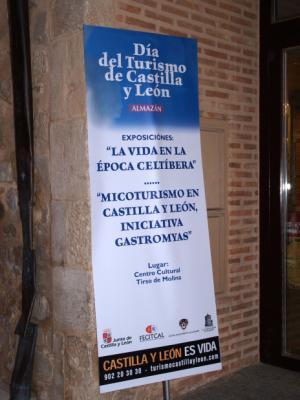 Día
del Turismo
de Castilla
y León
ALMAZÁN
EXPOSICIONES:
"LA VIDA EN LA
ÉPOCA CELTÍBERA"
......
"MICOTURISMO EN
CASTILLA Y LEÓN,
INICIATIVA
GASTROMYAS"
Lugar:
Centro Cultural
Tirso de Molina
Junta de
Castilla y León
FECITCAL
CASTILLA Y LEÓN ES VIDA
902 20 30 30 - turismocastillayleon.com